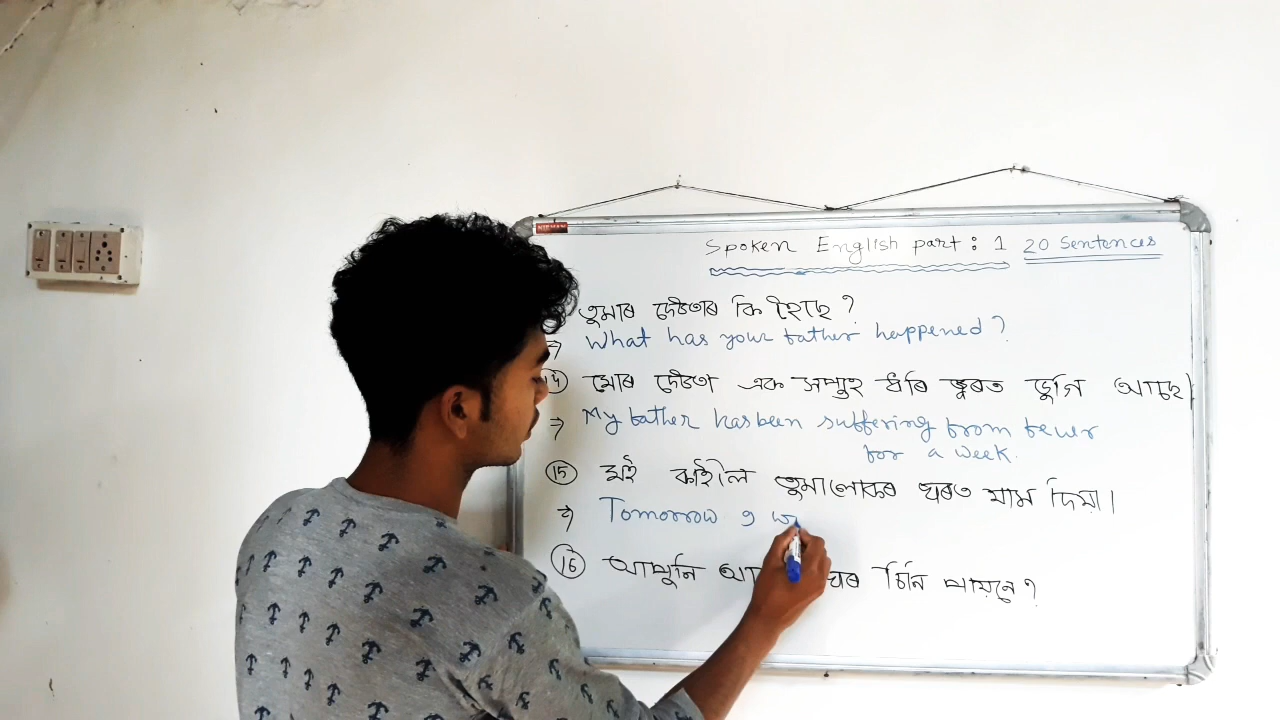 Spoken English part : 1 20 Sentences
তুমাৰ দেউতাৰ কি হৈছে ?
⇒ What has your father happened ?
মোৰ দেউতা এক সপ্তাহ ধৰি জ্বৰত ভুগি আছে।
⇒ My father has been suffering from fever
for a week.
15 মই কাইলৈ তুমালোকৰ ঘৰত যাম দিয়া।
⇒ Tomorrow I w
16 আপুনি ঘৰ চিনি পায়নে ?